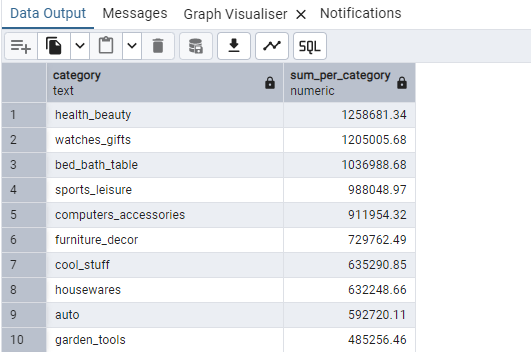 Data Output Messages Graph Visualiser Notifications
SQL
category sum_per_category
text numeric
1 health_beauty 1258681.34
2 watches_gifts 1205005.68
3 bed_bath_table 1036988.68
4 sports_leisure 988048.97
5 computers_accessories 911954.32
6 furniture_decor 729762.49
7 cool_stuff 635290.85
8 housewares 632248.66
9 auto 592720.11
10 garden_tools 485256.46